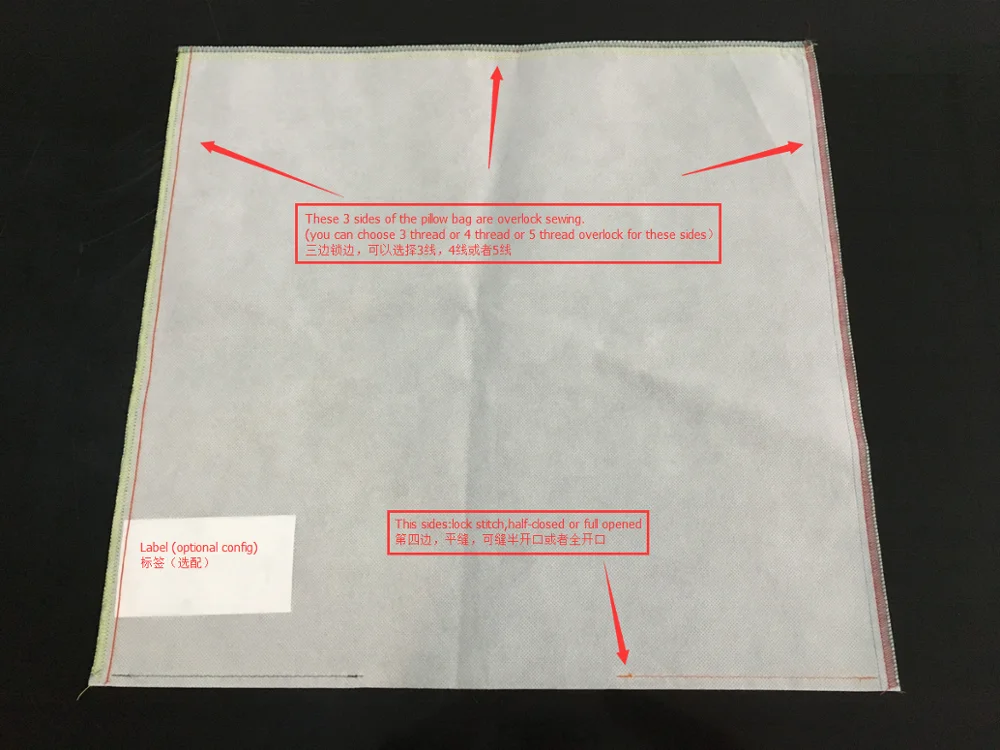 These 3 sides of the pillow bag are overlock sewing.
(you can choose 3 thread or 4 thread or 5 thread overlock for these sides）
三边锁边，可以选择3线，4线或者5线
This sides:lock stitch,half-closed or full opened
第四边，平缝，可缝半开口或者全开口
Label (optional config)
标签（选配）